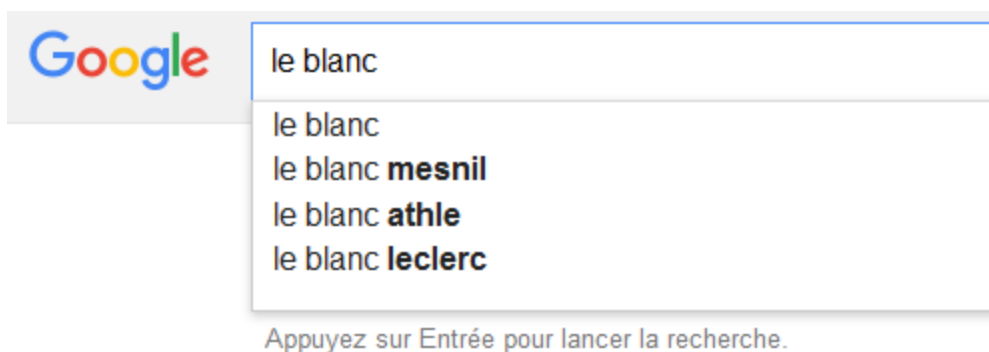 Google le blanc
le blanc
le blanc mesnil
le blanc athle
le blanc leclerc
Appuyez sur Entrée pour lancer la recherche.